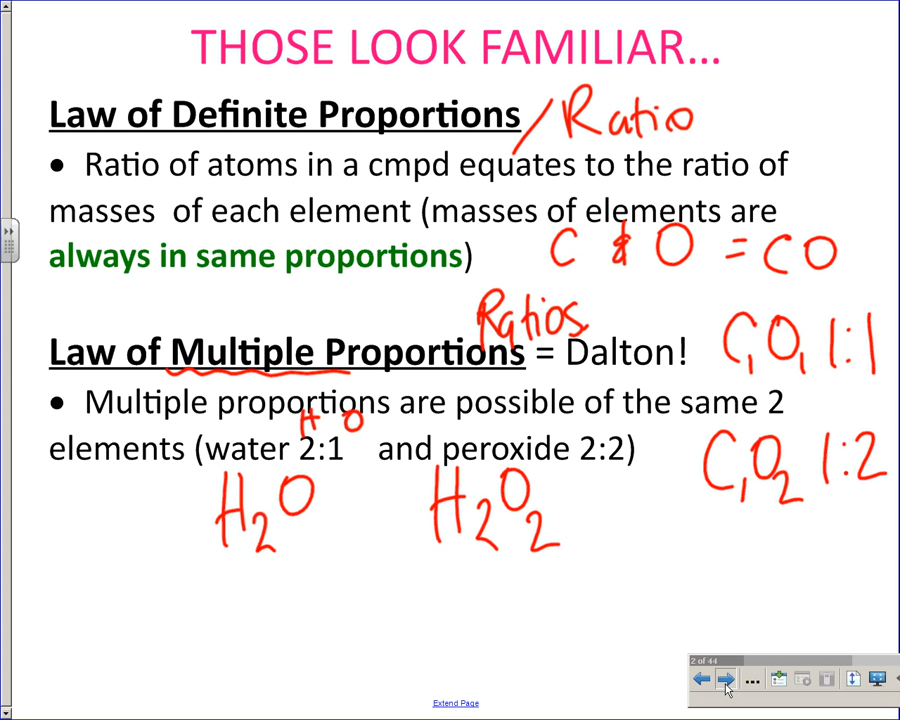 THOSE LOOK FAMILIAR...
Law of Definite Proportions / Ratio
• Ratio of atoms in a cmpd equates to the ratio of
masses of each element (masses of elements are
always in same proportions)
C & O = CO
Ratios
Law of Multiple Proportions = Dalton!
C₁O₁ 1:1
• Multiple proportions are possible of the same 2
H O
elements (water 2:1 and peroxide 2:2)
C₁O₂ 1:2
H₂O H₂O₂
2 of 44
...
Extend Page